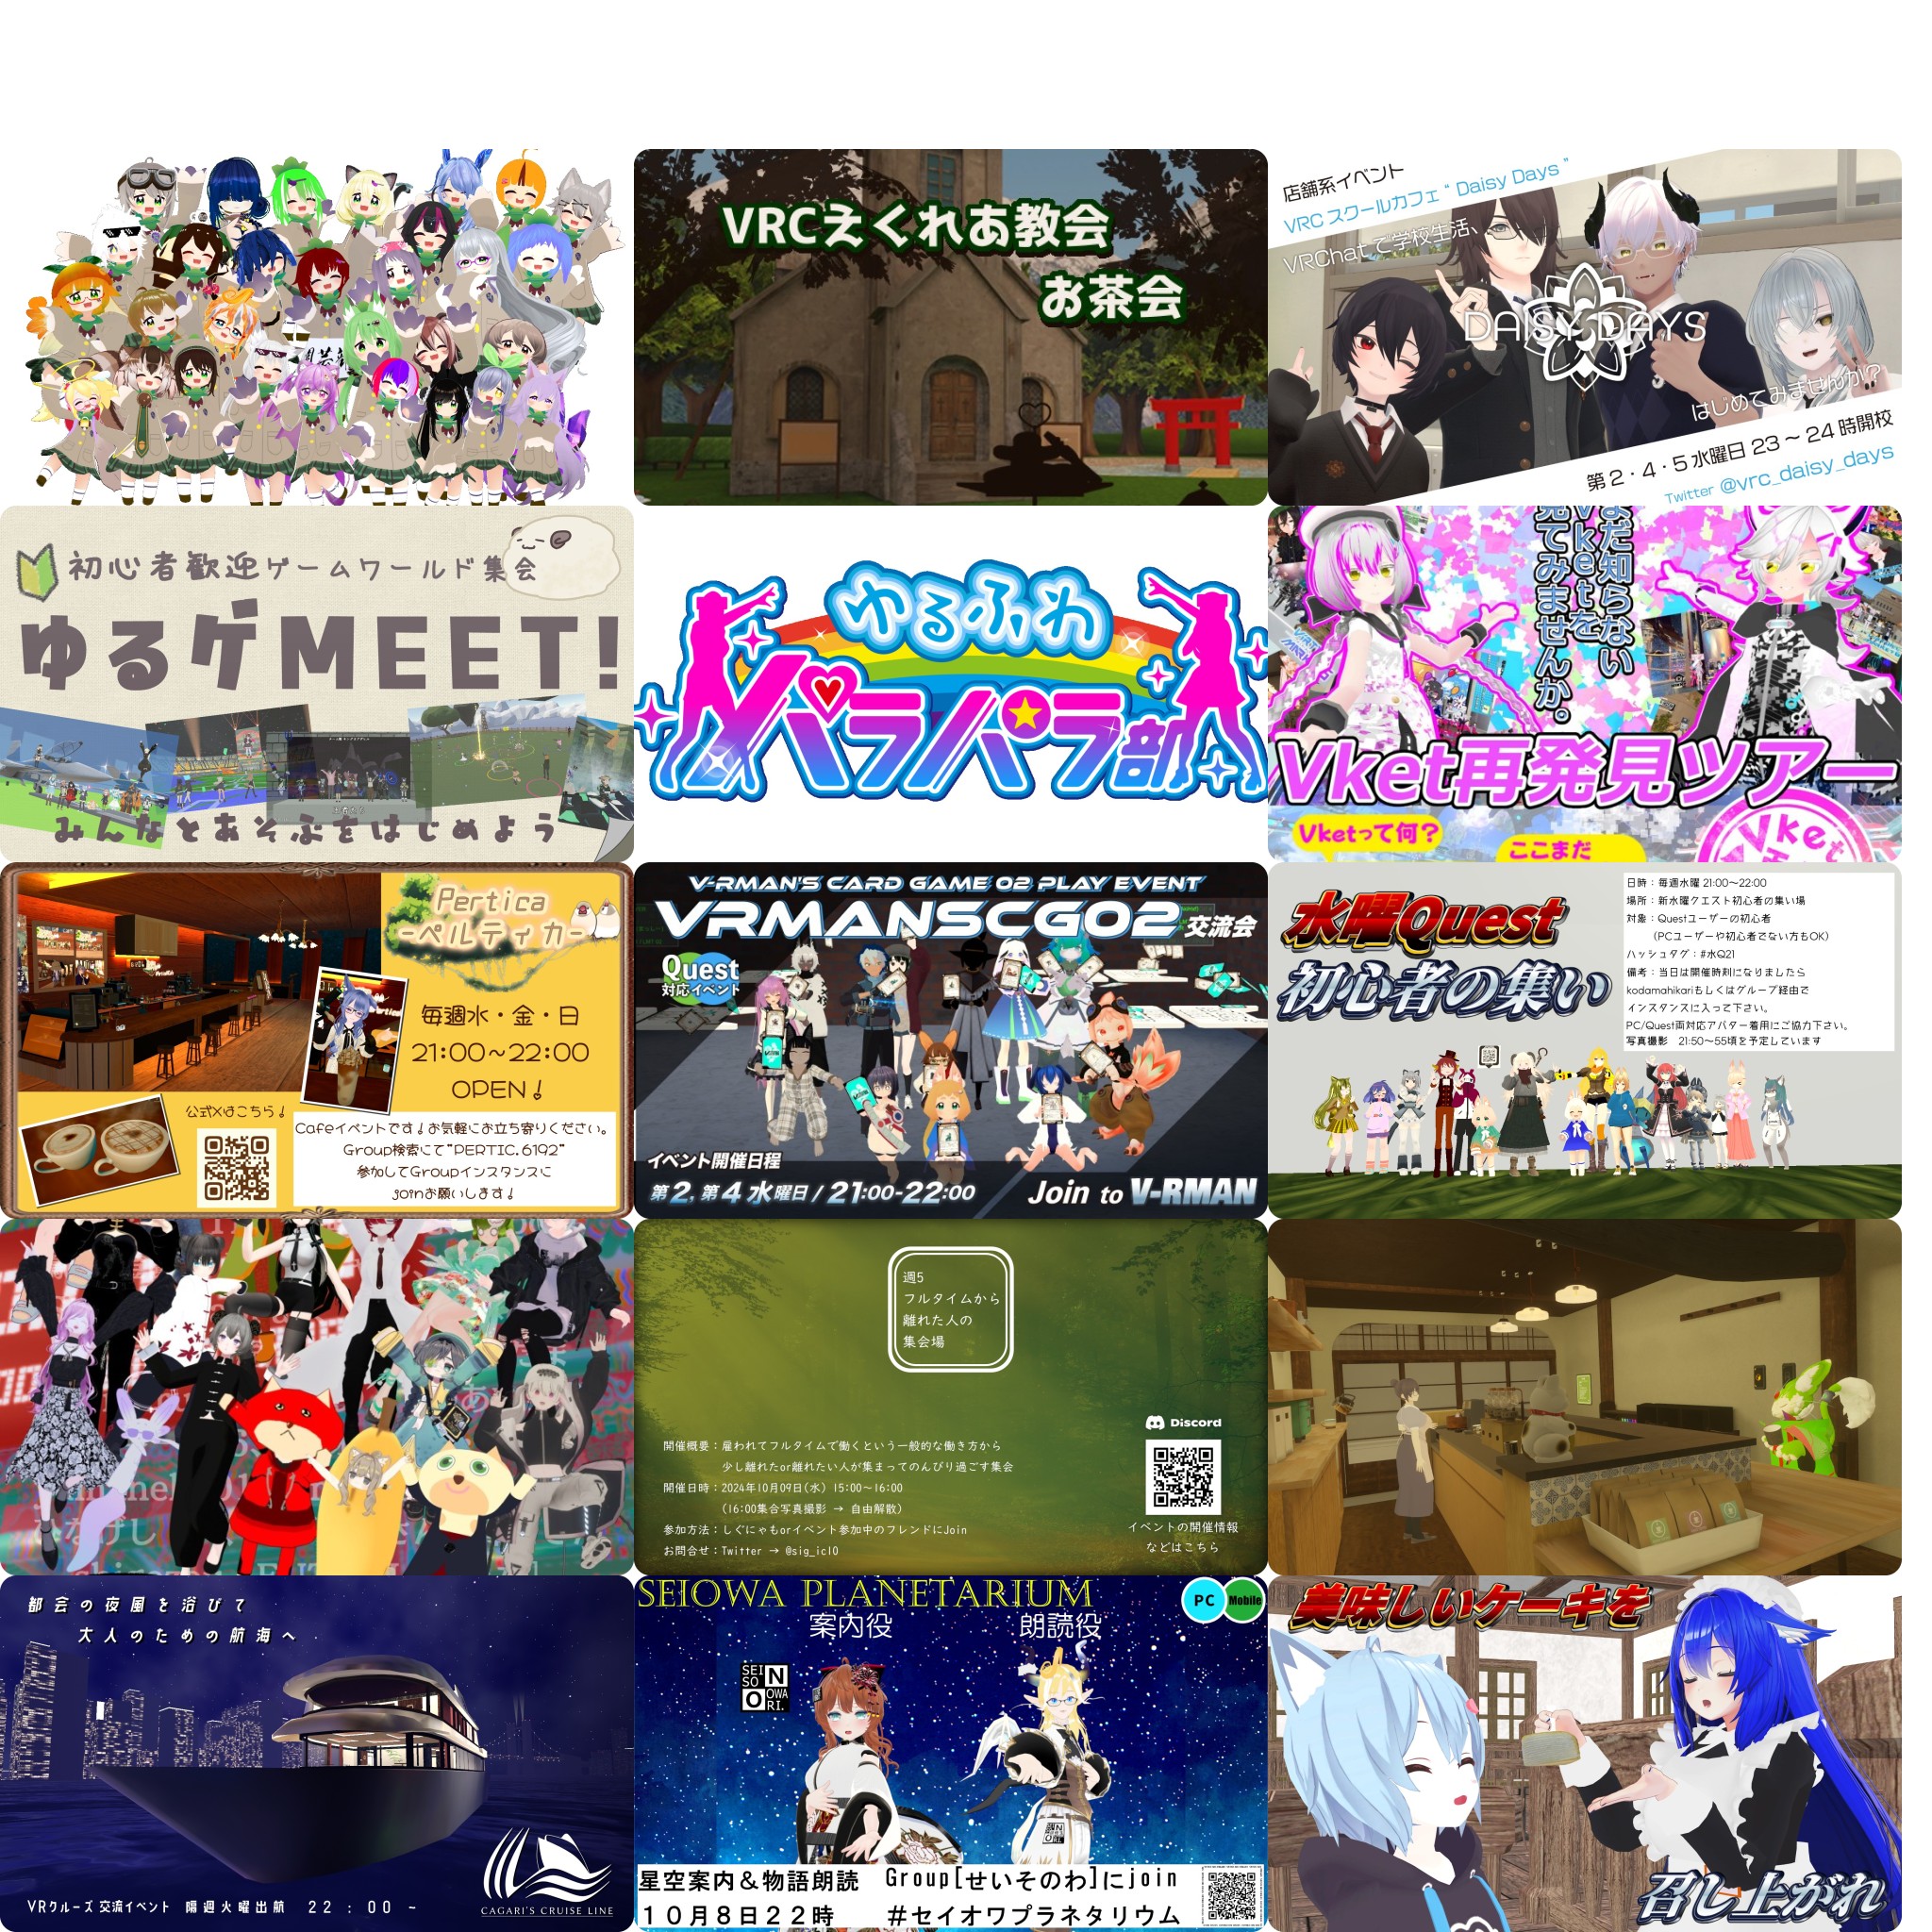 VRCえくれあ教会
お茶会
店舗系イベント
VRC スクールカフェ “ Daisy Days ”
VRChatで学校生活、
DAISY DAYS
はじめてみませんか!?
第2・4・5水曜日 23～24時開校
Twitter @vrc_daisy_days
初心者歓迎ゲームワールド集会
ゆるゲMEET!
みんなとあそぶをはじめよう
ゆるふわ
パラパラ部
まだ知らない
Vketを
見てみませんか。
Vket再発見ツアー
Vketって何?
ここまだ
Vket
Pertica
-ペルティカ-
毎週水・金・日
21:00~22:00
OPEN!
公式Xはこちら!
Cafeイベントです!お気軽にお立ち寄りください。
Group検索にて"PERTIC.6192"
参加してGroupインスタンスに
joinお願いします!
V-RMAN'S CARD GAME 02 PLAY EVENT
VRMANSCG02 交流会
Quest
対応イベント
イベント開催日程
第2, 第4 水曜日 / 21:00-22:00
Join to V-RMAN
水曜Quest
初心者の集い
日時：毎週水曜 21:00～22:00
場所：新水曜クエスト初心者の集い場
対象：Questユーザーの初心者
(PCユーザーや初心者でない方もOK)
ハッシュタグ：#水Q21
備考：当日は開催時刻になりましたら
kodamahikariもしくはグループ経由で
インスタンスに入って下さい。
PC/Quest両対応アバター着用にご協力下さい。
写真撮影 21:50～55頃を予定しています
週5
フルタイムから
離れた人の
集会場
開催概要：雇われてフルタイムで働くという一般的な働き方から
少し離れたor離れたい人が集まってのんびり過ごす集会
開催日時：2024年10月09日(水) 15:00～16:00
(16:00集合写真撮影 → 自由解散)
参加方法：しぐにゃもorイベント参加中のフレンドにJoin
お問合せ：Twitter → @sig_ic10
Discord
イベントの開催情報
などはこちら
都会の夜風を浴びて
大人のための航海へ
VRクルーズ 交流イベント 隔週火曜出航 22：00 ~
CAGARI'S CRUISE LINE
SEIOWA PLANETARIUM
PC Mobile
案内役 朗読役
SEI
SO
N
O
OWA
RI.
星空案内＆物語朗読 Group[せいそのわ]にjoin
10月8日22時 #セイオワプラネタリウム
美味しいケーキを
召し上がれ